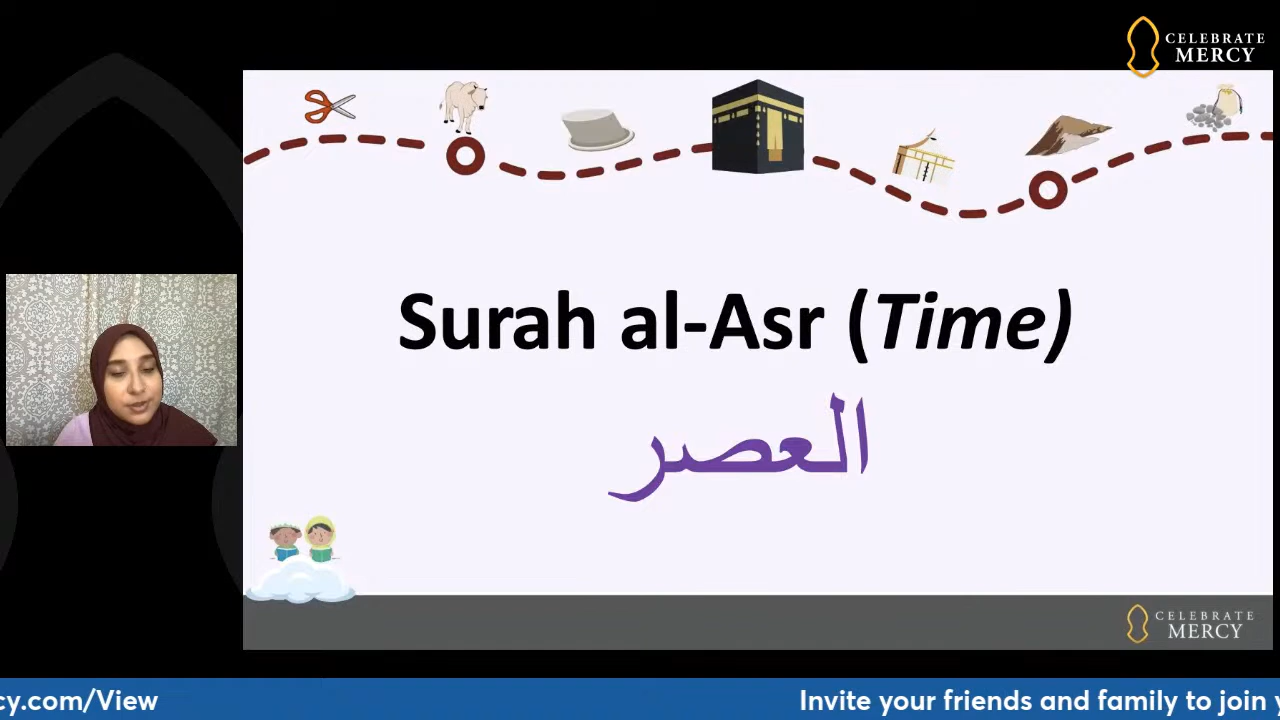 CELEBRATE
MERCY
Surah al-Asr (Time)
العصر
CELEBRATE
MERCY
cy.com/View
Invite your friends and family to join y